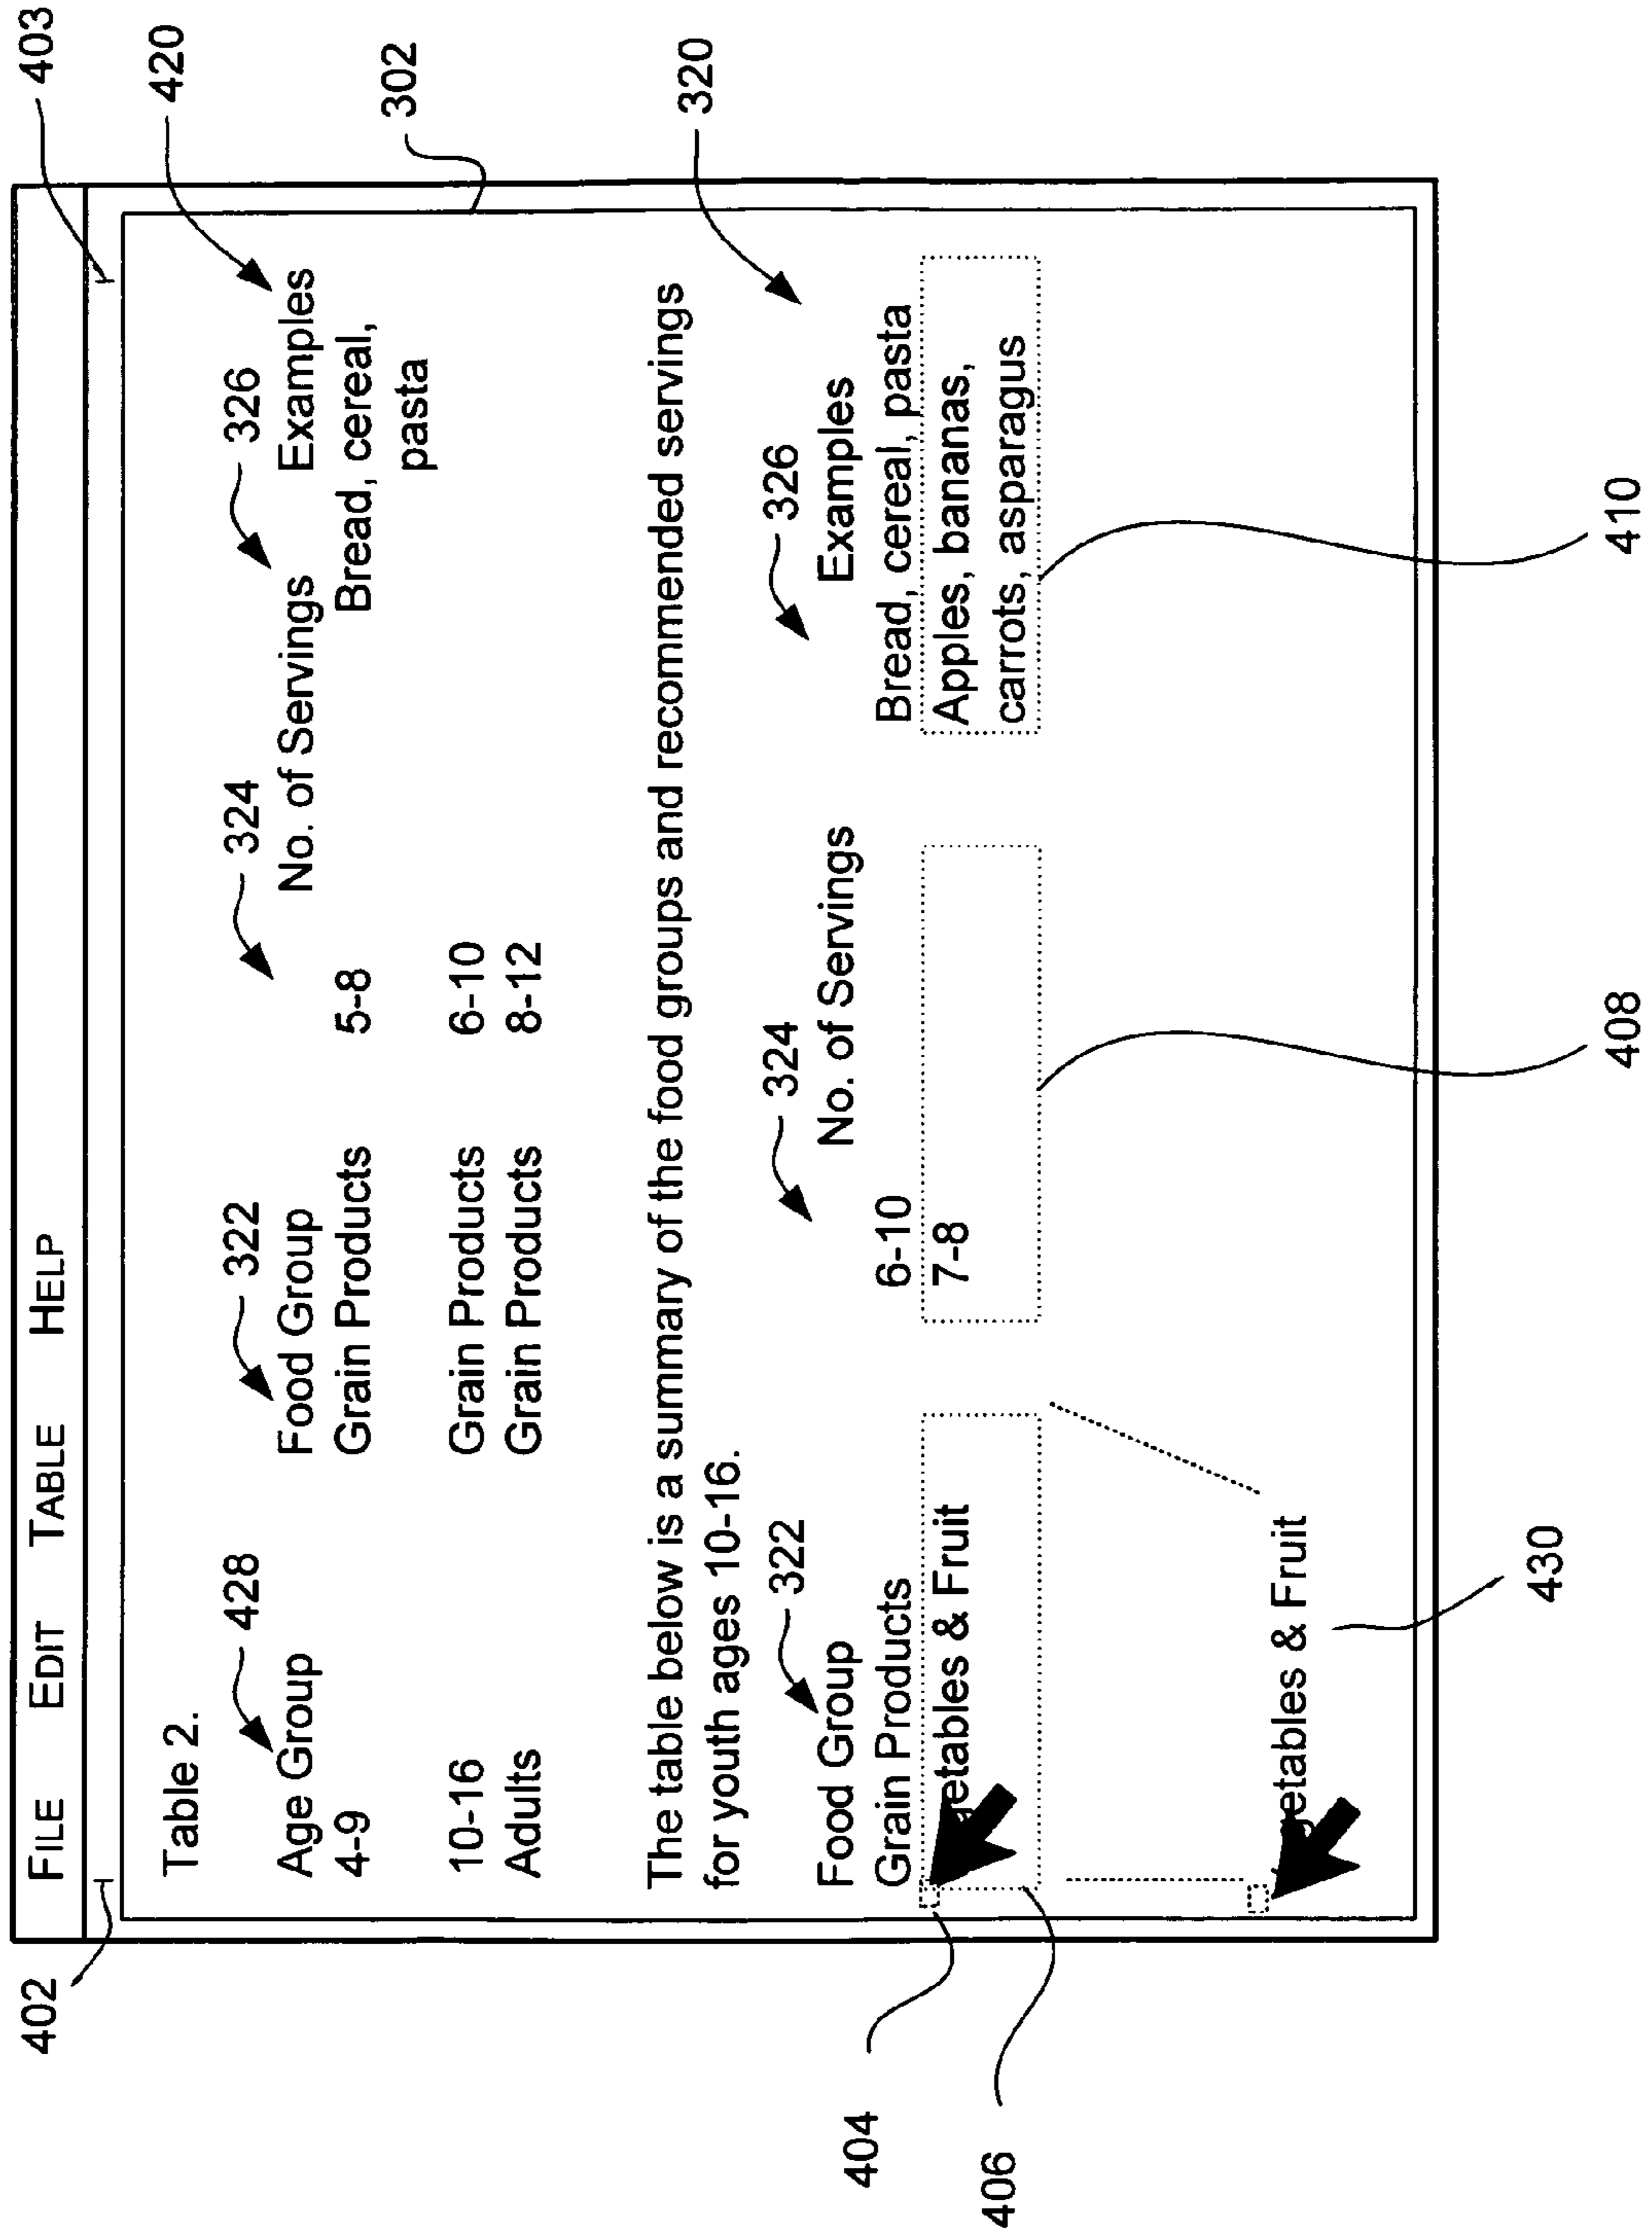 402
403
FILE EDIT TABLE HELP
420
Table 2.
428 322 324 326
Age Group Food Group No. of Servings Examples
4-9 Grain Products 5-8 Bread, cereal,
pasta
302
10-16 Grain Products 6-10
Adults Grain Products 8-12
The table below is a summary of the food groups and recommended servings
for youth ages 10-16.
320
322 324 326
Food Group No. of Servings Examples
Grain Products 6-10 Bread, cereal, pasta
getables & Fruit 7-8 Apples, bananas,
carrots, asparagus
404
406
getables & Fruit
430 408 410